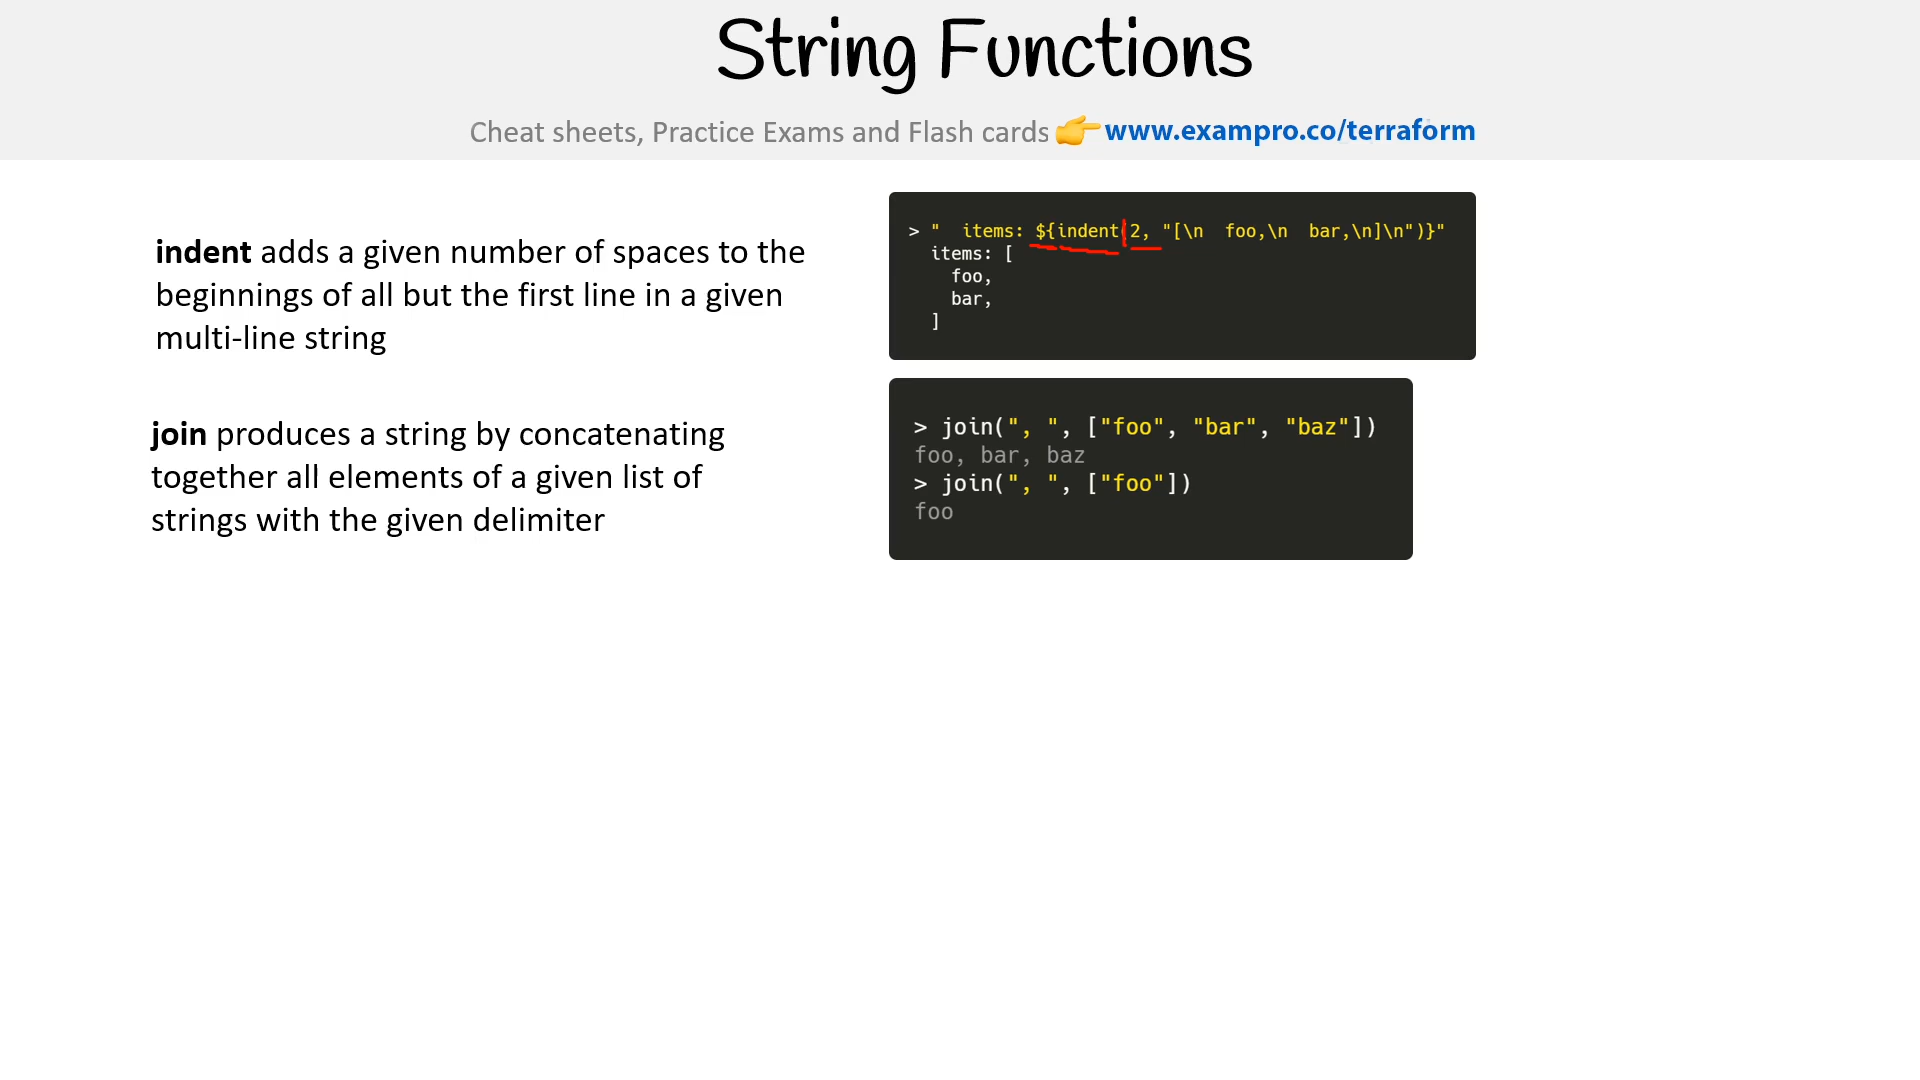 String Functions
Cheat sheets, Practice Exams and Flash cards 👉 www.exampro.co/terraform
indent adds a given number of spaces to the
beginnings of all but the first line in a given
multi-line string
> "  items: ${indent(2, "[\n  foo,\n  bar,\n]\n")}"
  items: [
    foo,
    bar,
  ]
join produces a string by concatenating
together all elements of a given list of
strings with the given delimiter
> join(", ", ["foo", "bar", "baz"])
foo, bar, baz
> join(", ", ["foo"])
foo